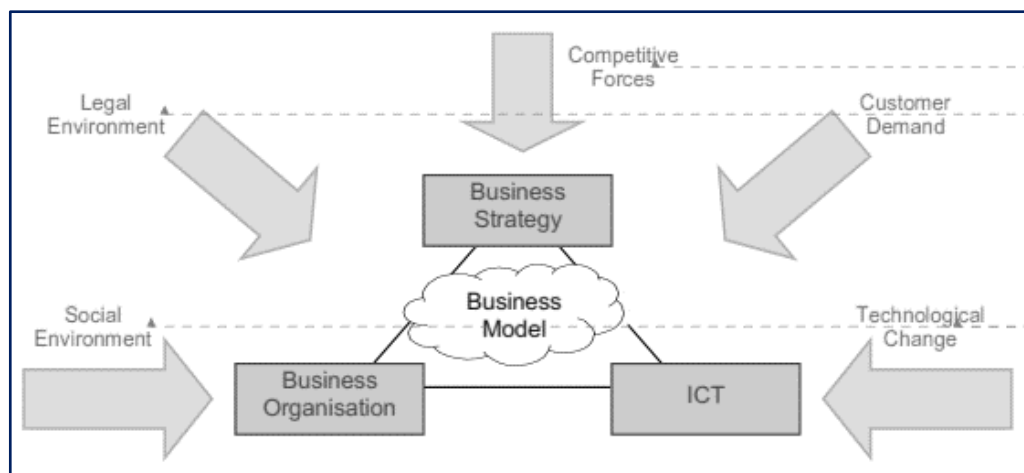 Competitive
Forces
Legal
Environment
Customer
Demand
Business
Strategy
Business
Model
Social
Environment
Technological
Change
Business
Organisation
ICT